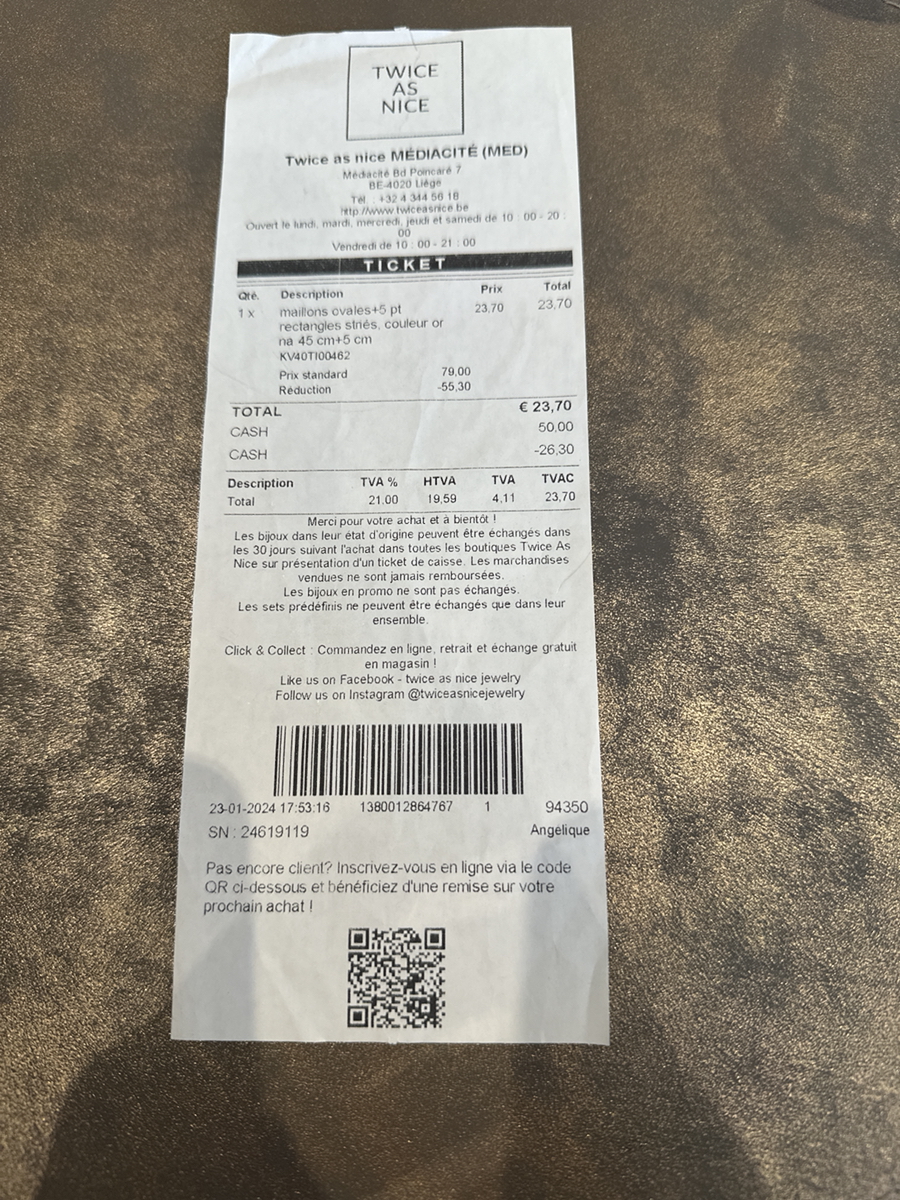 TWICE
AS
NICE
Twice as nice MÉDIACITÉ (MED)
Médiacité Bd Poincaré 7
BE-4020 Liège
Tél. : +32 4 344 56 18
http://www.twiceasnice.be
Ouvert le lundi, mardi, mercredi, jeudi et samedi de 10 : 00 - 20 :
00
Vendredi de 10 : 00 - 21 : 00
TICKET
Qté. Description Prix Total
1 x maillons ovales+5 pt 23,70 23,70
rectangles striés, couleur or
na 45 cm+5 cm
KV40TI00462
Prix standard 79,00
Réduction -55,30
TOTAL € 23,70
CASH 50,00
CASH -26,30
Description TVA % HTVA TVA TVAC
Total 21,00 19,59 4,11 23,70
Merci pour votre achat et à bientôt !
Les bijoux dans leur état d'origine peuvent être échangés dans
les 30 jours suivant l'achat dans toutes les boutiques Twice As
Nice sur présentation d'un ticket de caisse. Les marchandises
vendues ne sont jamais remboursées.
Les bijoux en promo ne sont pas échangés.
Les sets prédéfinis ne peuvent être échangés que dans leur
ensemble.
Click & Collect : Commandez en ligne, retrait et échange gratuit
en magasin !
Like us on Facebook - twice as nice jewelry
Follow us on Instagram @twiceasnicejewelry
23-01-2024 17:53:16 1380012864767 1 94350
SN : 24619119 Angélique
Pas encore client? Inscrivez-vous en ligne via le code
QR ci-dessous et bénéficiez d'une remise sur votre
prochain achat !